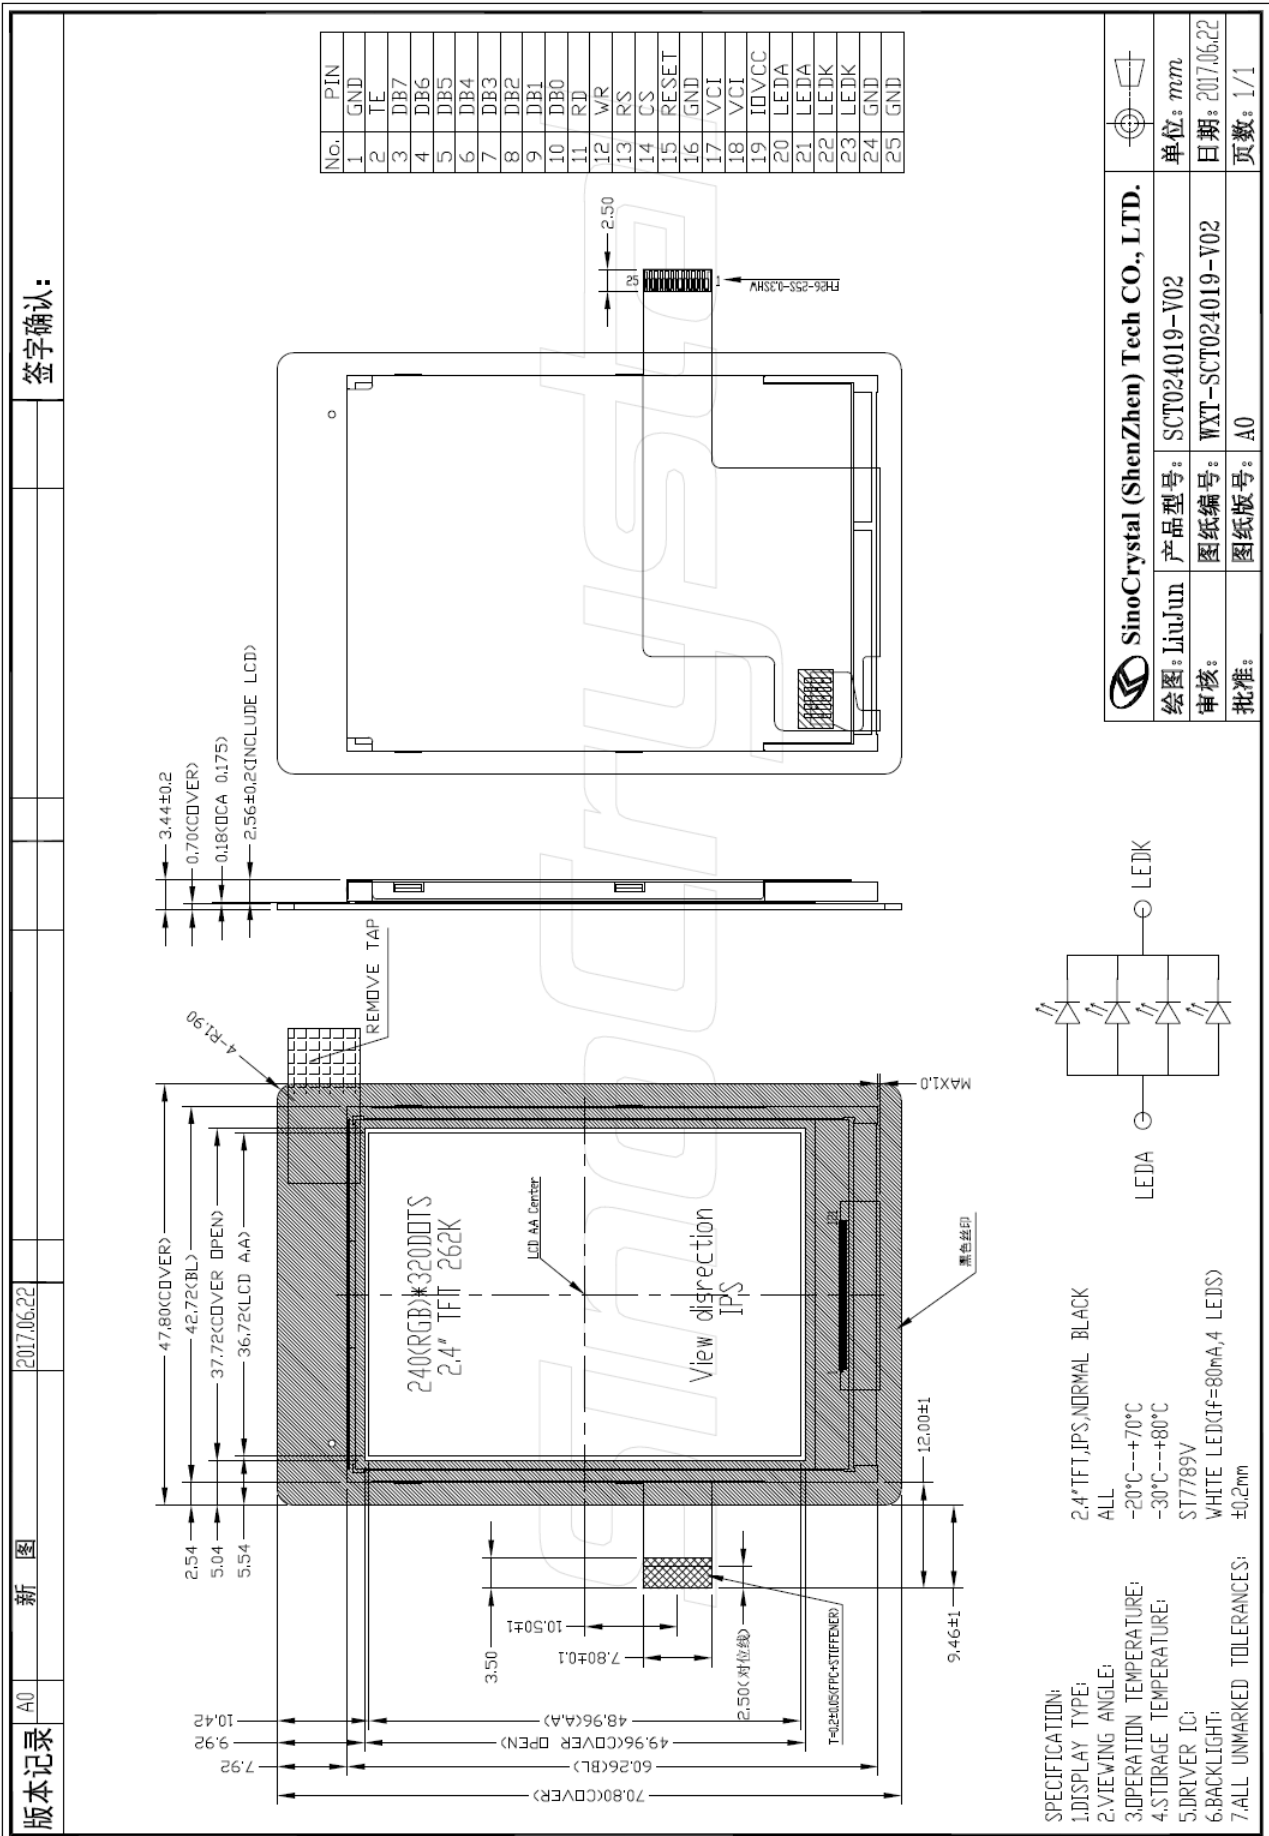 版本记录
A0
新 图
2017.06.22
签字确认:
47.80(COVER)
42.72(BL)
37.72(COVER OPEN)
36.72(LCD A.A)
2.54
5.04
5.54
4-R1.90
REMOVE TAP
3.44±0.2
0.70(COVER)
0.18(OCA 0.175)
2.56±0.2(INCLUDE LCD)
No. PIN
1 GND
2 TE
3 DB7
4 DB6
5 DB5
6 DB4
7 DB3
8 DB2
9 DB1
10 DB0
11 RD
12 WR
13 RS
14 CS
15 RESET
16 GND
17 VCI
18 VCI
19 IOVCC
20 LEDA
21 LEDA
22 LEDK
23 LEDK
24 GND
25 GND
2.50
25
1
FH26-25S-0.3SHW
70.80(COVER)
60.26(BL)
49.96(COVER OPEN)
48.96(A.A)
7.92
9.92
10.42
240(RGB)*320DOTS
2.4" TFT 262K
LCD AA Center
View disrection
IPS
1
121
MAX1.0
黑色丝印
3.50
10.50±1
7.80±0.1
2.50(对位线)
T=0.2±0.05(FPC+STIFFENER)
12.00±1
9.46±1
LEDA
LEDK
SPECIFICATION:
1.DISPLAY TYPE: 2.4"TFT,IPS,NORMAL BLACK
2.VIEWING ANGLE: ALL
3.OPERATION TEMPERATURE: -20°C~+70°C
4.STORAGE TEMPERATURE: -30°C~+80°C
5.DRIVER IC: ST7789V
6.BACKLIGHT: WHITE LED(If=80mA,4 LEDS)
7.ALL UNMARKED TOLERANCES: ±0.2mm
SinoCrystal
SinoCrystal (ShenZhen) Tech CO., LTD.
绘图: LiuJun 产品型号: SCT024019-V02 单位: mm
审核: 图纸编号: WXT-SCT024019-V02 日期: 2017.06.22
批准: 图纸版号: A0 页数: 1/1